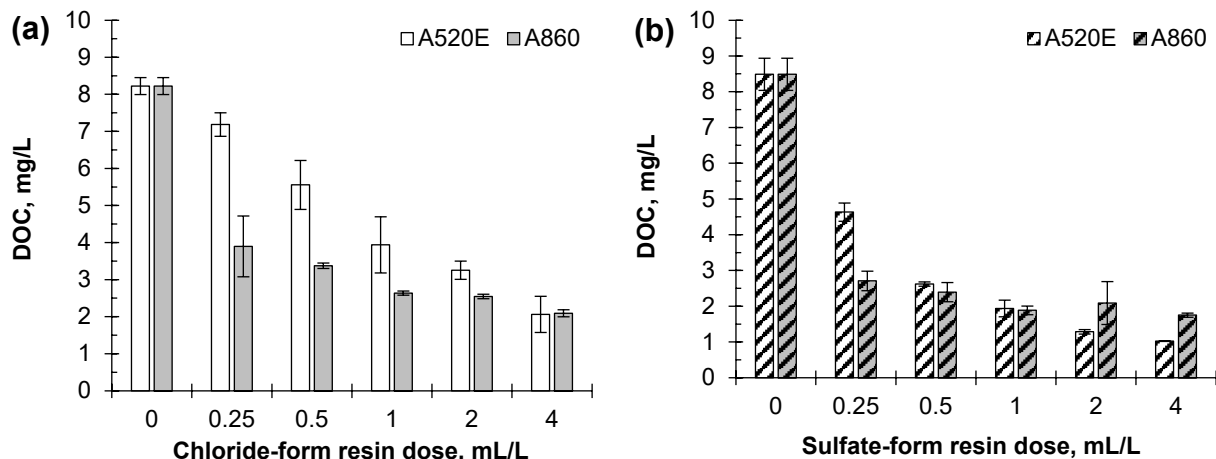 (a)
A520E A860
DOC, mg/L
10
9
8
7
6
5
4
3
2
1
0
0 0.25 0.5 1 2 4
Chloride-form resin dose, mL/L
(b)
A520E A860
DOC, mg/L
10
9
8
7
6
5
4
3
2
1
0
0 0.25 0.5 1 2 4
Sulfate-form resin dose, mL/L